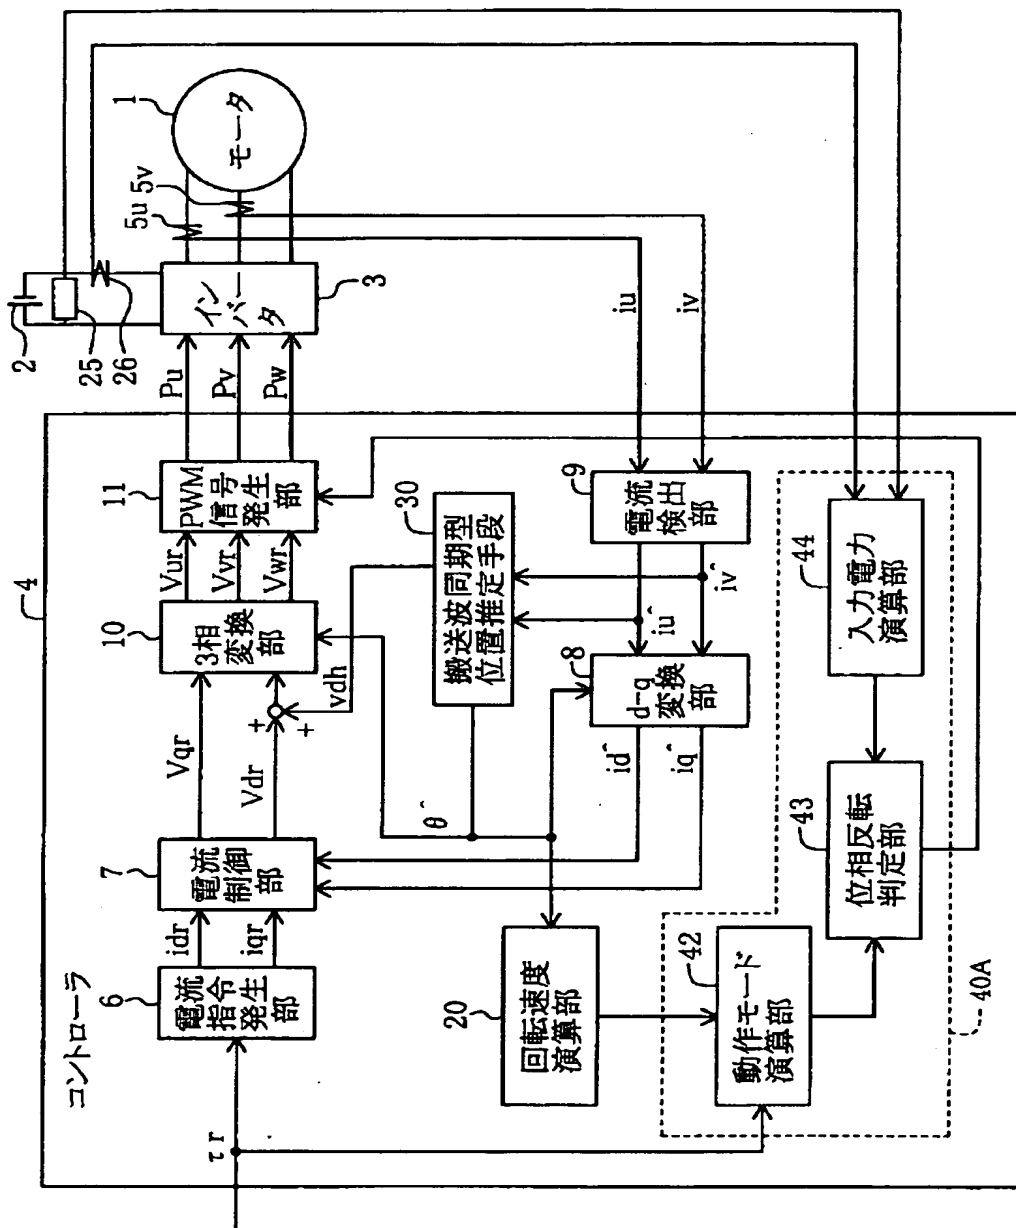 コントローラ
4
τr
6
電流
指令
発生
部
idr
iqr
7
電流
制御
部
Vqr
Vdr
+
+
vdh
10
3相
変換
部
Vur
Vvr
Vwr
11
PWM
信号
発生
部
Pu
Pv
Pw
2
25
26
インバータ
3
5u
5v
1
モータ
iu
iv
θ^
30
搬送波同期型
位置推定手段
9
電流
検出
部
iu^
iv^
8
d-q
変換
部
id^
iq^
20
回転速度
演算部
42
動作モード
演算部
43
位相反転
判定部
44
入力電力
演算部
40A